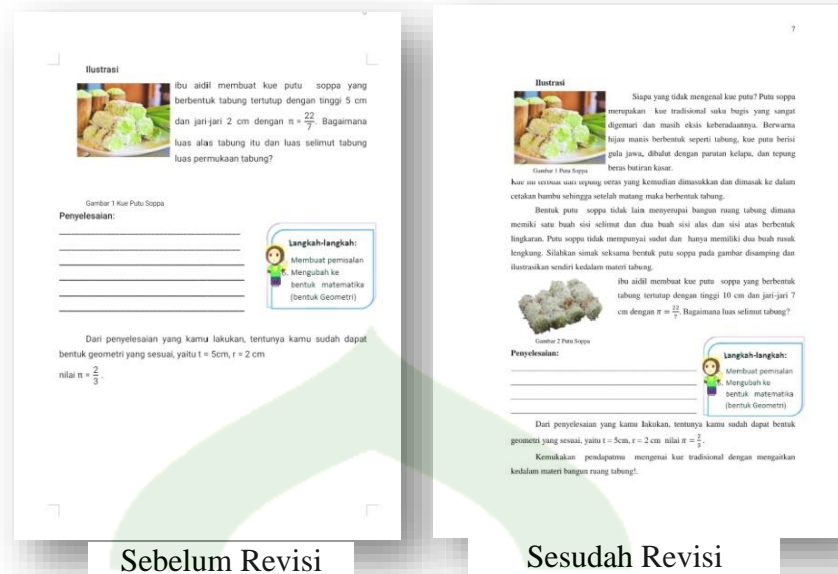 Ilustrasi
ibu aidil membuat kue putu soppa yang
berbentuk tabung tertutup dengan tinggi 5 cm
dan jari-jari 2 cm dengan π = 22/7. Bagaimana
luas alas tabung itu dan luas selimut tabung
luas permukaan tabung?
Gambar 1 Kue Putu Soppa
Penyelesaian:
Langkah-langkah:
Membuat pemisalan
Mengubah ke
bentuk matematika
(bentuk Geometri)
Dari penyelesaian yang kamu lakukan, tentunya kamu sudah dapat
bentuk geometri yang sesuai, yaitu t = 5cm, r = 2 cm
nilai π = 2/3.
Sebelum Revisi
7
Ilustrasi
Siapa yang tidak mengenal kue putu? Putu soppa
merupakan kue tradisional suku bugis yang sangat
digemari dan masih eksis keberadaannya. Berwarna
hijau manis berbentuk seperti tabung, kue putu berisi
gula jawa, dibalut dengan parutan kelapa, dan tepung
beras butiran kasar.
Gambar 1 Putu Soppa
Kue ini terbuat dari tepung beras yang kemudian dimasukkan dan dimasak ke dalam
cetakan bambu sehingga setelah matang maka berbentuk tabung.
Bentuk putu soppa tidak lain menyerupai bangun ruang tabung dimana
memiki satu buah sisi selimut dan dua buah sisi alas dan sisi atas berbentuk
lingkaran. Putu soppa tidak mempunyai sudut dan hanya memiliki dua buah rusuk
lengkung. Silahkan simak seksama bentuk putu soppa pada gambar disamping dan
ilustrasikan sendiri kedalam materi tabung.
ibu aidil membuat kue putu soppa yang berbentuk
tabung tertutup dengan tinggi 10 cm dan jari-jari 7
cm dengan π = 22/7. Bagaimana luas selimut tabung?
Gambar 2 Putu Soppa
Penyelesaian:
Langkah-langkah:
Membuat pemisalan
Mengubah ke
bentuk matematika
(bentuk Geometri)
Dari penyelesaian yang kamu lakukan, tentunya kamu sudah dapat bentuk
geometri yang sesuai, yaitu t = 5cm, r = 2 cm nilai π = 2/3.
Kemukakan pendapatmu mengenai kue tradisional dengan mengaitkan
kedalam materi bangun ruang tabung!.
Sesudah Revisi